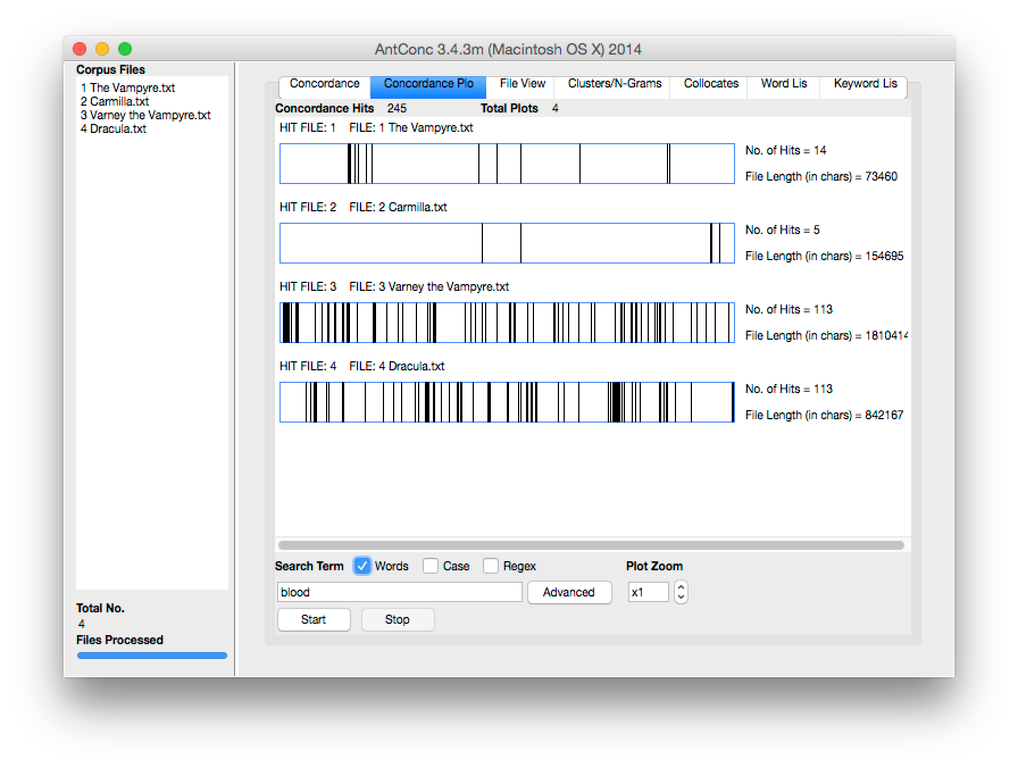 AntConc 3.4.3m (Macintosh OS X) 2014
Corpus Files
1 The Vampyre.txt
2 Carmilla.txt
3 Varney the Vampyre.txt
4 Dracula.txt
Total No.
4
Files Processed
Concordance Concordance Plo File View Clusters/N-Grams Collocates Word Lis Keyword Lis
Concordance Hits 245 Total Plots 4
HIT FILE: 1 FILE: 1 The Vampyre.txt
No. of Hits = 14
File Length (in chars) = 73460
HIT FILE: 2 FILE: 2 Carmilla.txt
No. of Hits = 5
File Length (in chars) = 154695
HIT FILE: 3 FILE: 3 Varney the Vampyre.txt
No. of Hits = 113
File Length (in chars) = 1810414
HIT FILE: 4 FILE: 4 Dracula.txt
No. of Hits = 113
File Length (in chars) = 842167
Search Term Words Case Regex Plot Zoom
blood Advanced x1
Start Stop